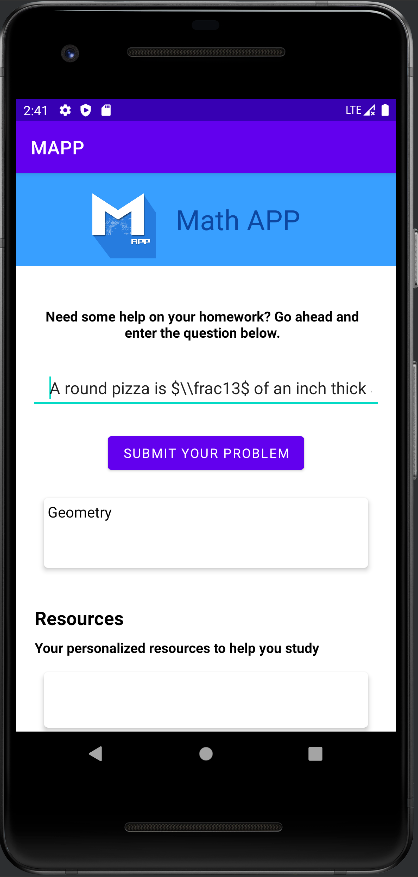 2:41 LTE
MAPP
M APP Math APP
Need some help on your homework? Go ahead and
enter the question below.
A round pizza is $\\frac13$ of an inch thick
SUBMIT YOUR PROBLEM
Geometry
Resources
Your personalized resources to help you study